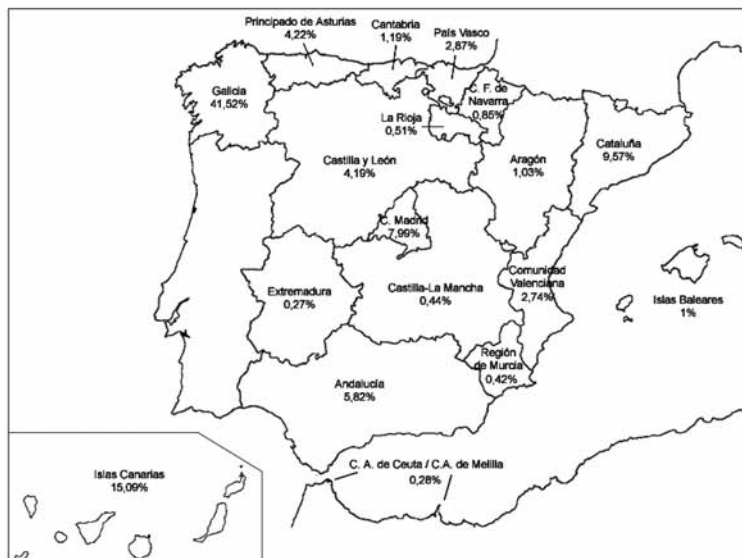 Principado de Asturias
4,22%
Cantabria
1,19%
País Vasco
2,87%
Galicia
41,52%
C. F. de
Navarra
0,85%
La Rioja
0,51%
Castilla y León
4,19%
Aragón
1,03%
Cataluña
9,57%
C. Madrid
7,99%
Extremadura
0,27%
Castilla-La Mancha
0,44%
Comunidad
Valenciana
2,74%
Islas Baleares
1%
Región
de Murcia
0,42%
Andalucía
5,82%
Islas Canarias
15,09%
C. A. de Ceuta / C.A. de Melilla
0,28%